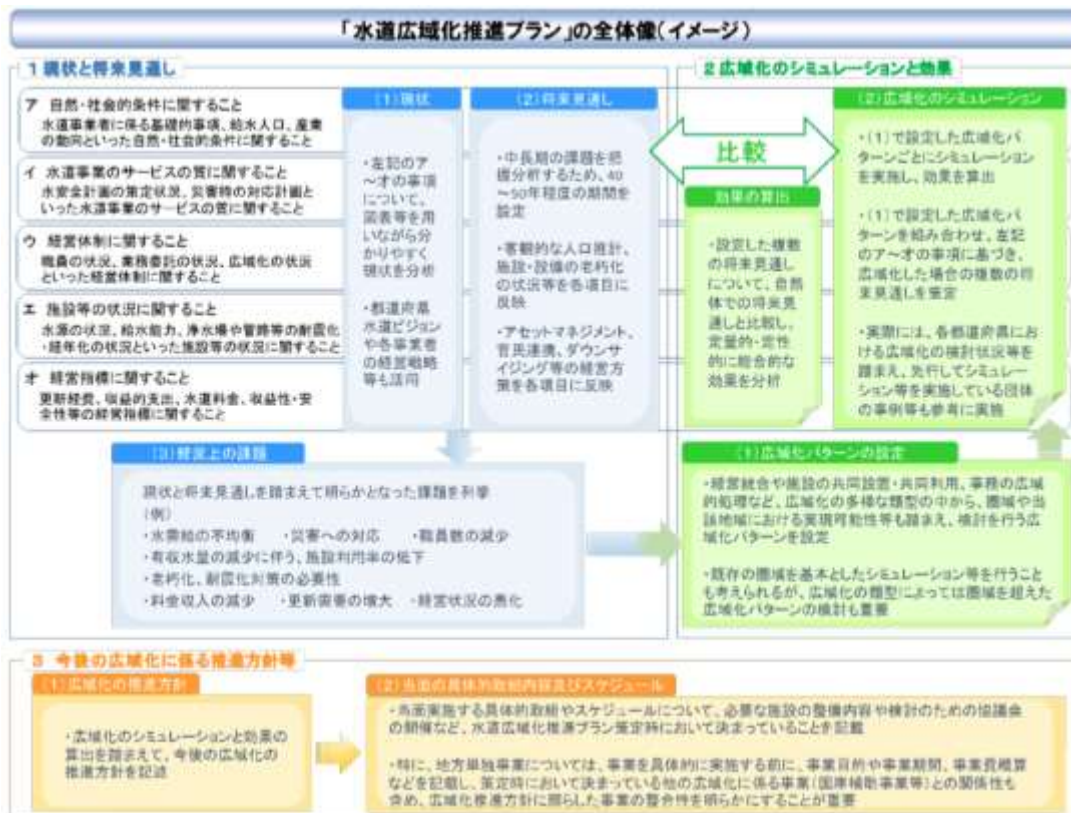 「水道広域化推進プラン」の全体像（イメージ）
1 現状と将来見通し
ア 自然・社会的条件に関すること
水道事業者に係る基礎的事項、給水人口、産業
の動向といった自然・社会的条件に関すること
イ 水道事業のサービスの質に関すること
水安全計画の策定状況、災害時の対応計画と
いった水道事業のサービスの質に関すること
ウ 経営体制に関すること
職員の状況、業務委託の状況、広域化の状況
といった経営体制に関すること
エ 施設等の状況に関すること
水源の状況、給水能力、浄水場や管路等の耐震化
・経年化の状況といった施設等の状況に関すること
オ 経営指標に関すること
更新経費、収益的支出、水道料金、収益性・安
全性等の経営指標に関すること
（1）現状
・左記のア
～オの事項
について、
図表等を用
いながら分
かりやすく
現状を分析
・都道府県
水道ビジョン
や各事業者
の経営戦略
等も活用
（2）将来見通し
・中長期の課題を把
握分析するため、40
～50年程度の期間を
設定
・客観的な人口推計、
施設・設備の老朽化
の状況等を各項目に
反映
・アセットマネジメント、
官民連携、ダウンサ
イジング等の経営方
策を各項目に反映
（3）経営上の課題
現状と将来見通しを踏まえて明らかとなった課題を列挙
（例）
・水需給の不均衡 ・災害への対応 ・職員数の減少
・有収水量の減少に伴う、施設利用率の低下
・老朽化、耐震化対策の必要性
・料金収入の減少 ・更新需要の増大 ・経営状況の悪化
2 広域化のシミュレーションと効果
比較
効果の算出
・設定した複数
の将来見通し
について、自然
体での将来見
通しと比較し、
定量的・定性
的に総合的な
効果を分析
（2）広域化のシミュレーション
・（1）で設定した広域化パ
ターンごとにシミュレーション
を実施し、効果を算出
・（1）で設定した広域化パ
ターンを組み合わせ、左記
のア～オの事項に基づき、
広域化した場合の複数の将
来見通しを策定
・実際には、各都道府県にお
ける広域化の検討状況等を
踏まえ、先行してシミュレー
ション等を実施している団体
の事例等も参考に実施
（1）広域化パターンの設定
・経営統合や施設の共同設置・共同利用、事務の広域
的処理など、広域化の多様な類型の中から、圏域や当
該地域における実現可能性等も踏まえ、検討を行う広
域化パターンを設定
・既存の圏域を基本としたシミュレーション等を行うこと
も考えられるが、広域化の類型によっては圏域を超えた
広域化パターンの検討も重要
3 今後の広域化に係る推進方針等
（1）広域化の推進方針
・広域化のシミュレーションと効果の
算出を踏まえて、今後の広域化の
推進方針を記述
（2）当面の具体的取組内容及びスケジュール
・当面実施する具体的取組やスケジュールについて、必要な施設の整備内容や検討のための協議会
の開催など、水道広域化推進プラン策定時において決まっていることを記載
・特に、地方単独事業については、事業を具体的に実施する前に、事業目的や事業期間、事業費概算
などを記載し、策定時において決まっている他の広域化に係る事業（国庫補助事業等）との関係性も
含め、広域化推進方針に照らした事業の整合性を明らかにすることが重要